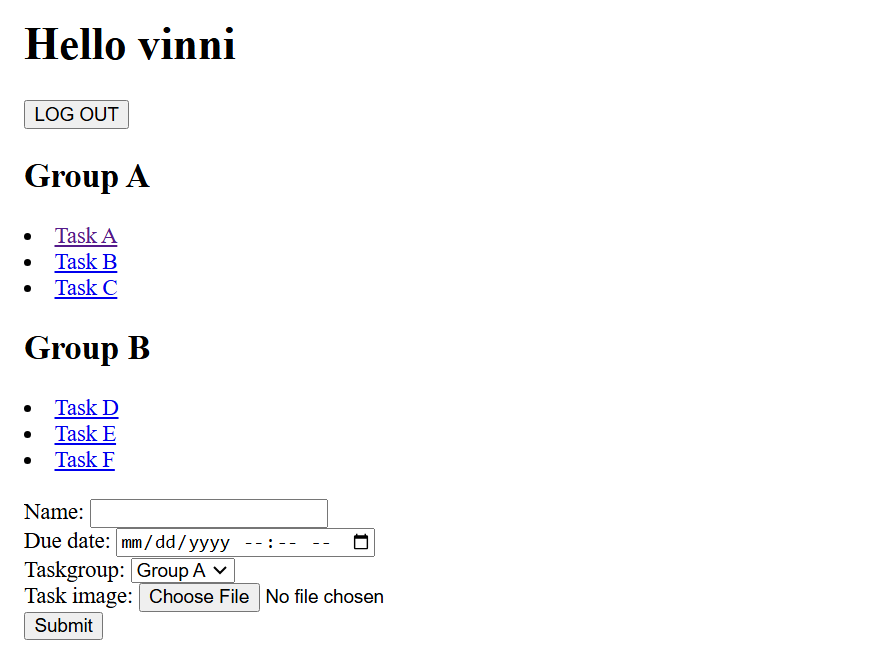 Hello vinni
LOG OUT
Group A
Task A
Task B
Task C
Group B
Task D
Task E
Task F
Name:
Due date: mm/dd/yyyy --:-- --
Taskgroup: Group A
Task image: Choose File No file chosen
Submit